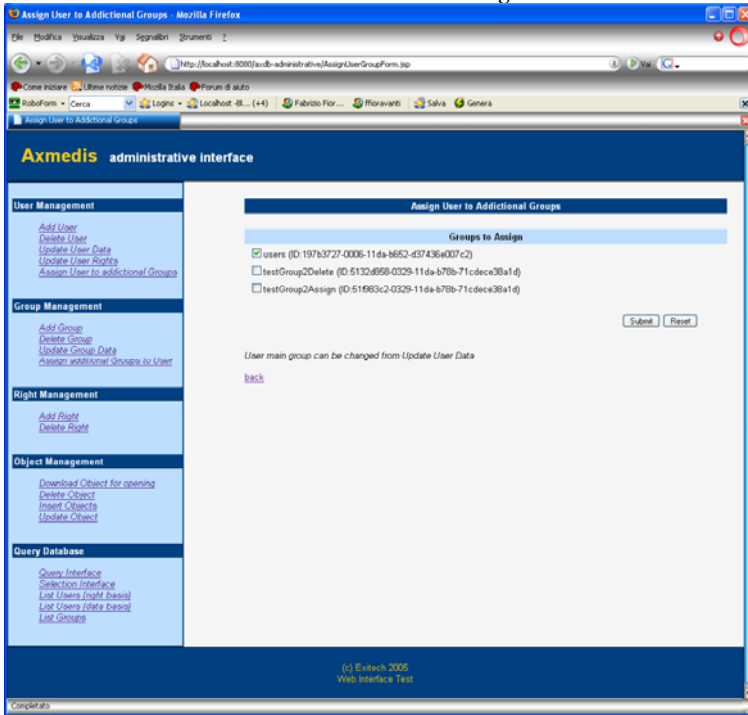 Assign User to Addictional Groups - Mozilla Firefox
File Modifica Visualizza Vai Segnalibri Strumenti ?
http://localhost:8080/axdb-administrative/AssignUserGroupForm.jsp Vai
Come iniziare Ultime notizie Mozilla Italia Forum di aiuto
RoboForm Cerca Logins Localhost -8l... (+4) Fabrizio Fior... ffioravanti Salva Genera
Assign User to Addictional Groups
Axmedis administrative interface
User Management
Add User
Delete User
Update User Data
Update User Rights
Assign User to addictional Groups
Group Management
Add Group
Delete Group
Update Group Data
Assign additional Groups to User
Right Management
Add Right
Delete Right
Object Management
Download Object for opening
Delete Object
Insert Objects
Update Object
Query Database
Query Interface
Selection Interface
List Users (right basis)
List Users (data basis)
List Groups
Assign User to Addictional Groups
Groups to Assign
users (ID:197b3727-0006-11da-b652-d37436e007c2)
testGroup2Delete (ID:5132d858-0329-11da-b78b-71cdece38a1d)
testGroup2Assign (ID:51f983c2-0329-11da-b78b-71cdece38a1d)
Submit Reset
User main group can be changed from Update User Data
back
(c) Exitech 2005
Web Interface Test
Completato